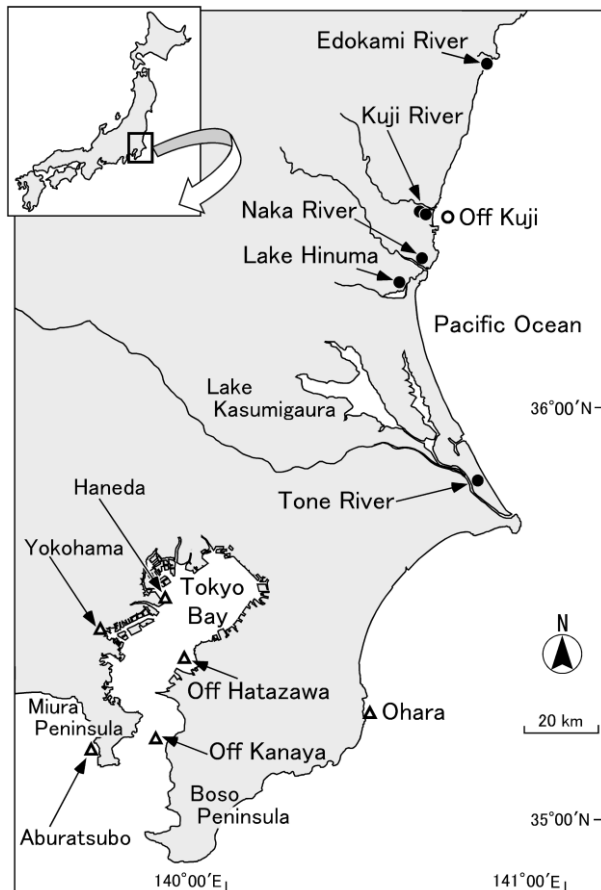 Edokami River
Kuji River
Off Kuji
Naka River
Lake Hinuma
Pacific Ocean
Lake
Kasumigaura
36°00′N
Haneda
Tone River
Yokohama
Tokyo
Bay
N
Off Hatazawa
Miura
Peninsula
Ohara
20 km
Off Kanaya
Boso
Peninsula
Aburatsubo
35°00′N
140°00′E
141°00′E